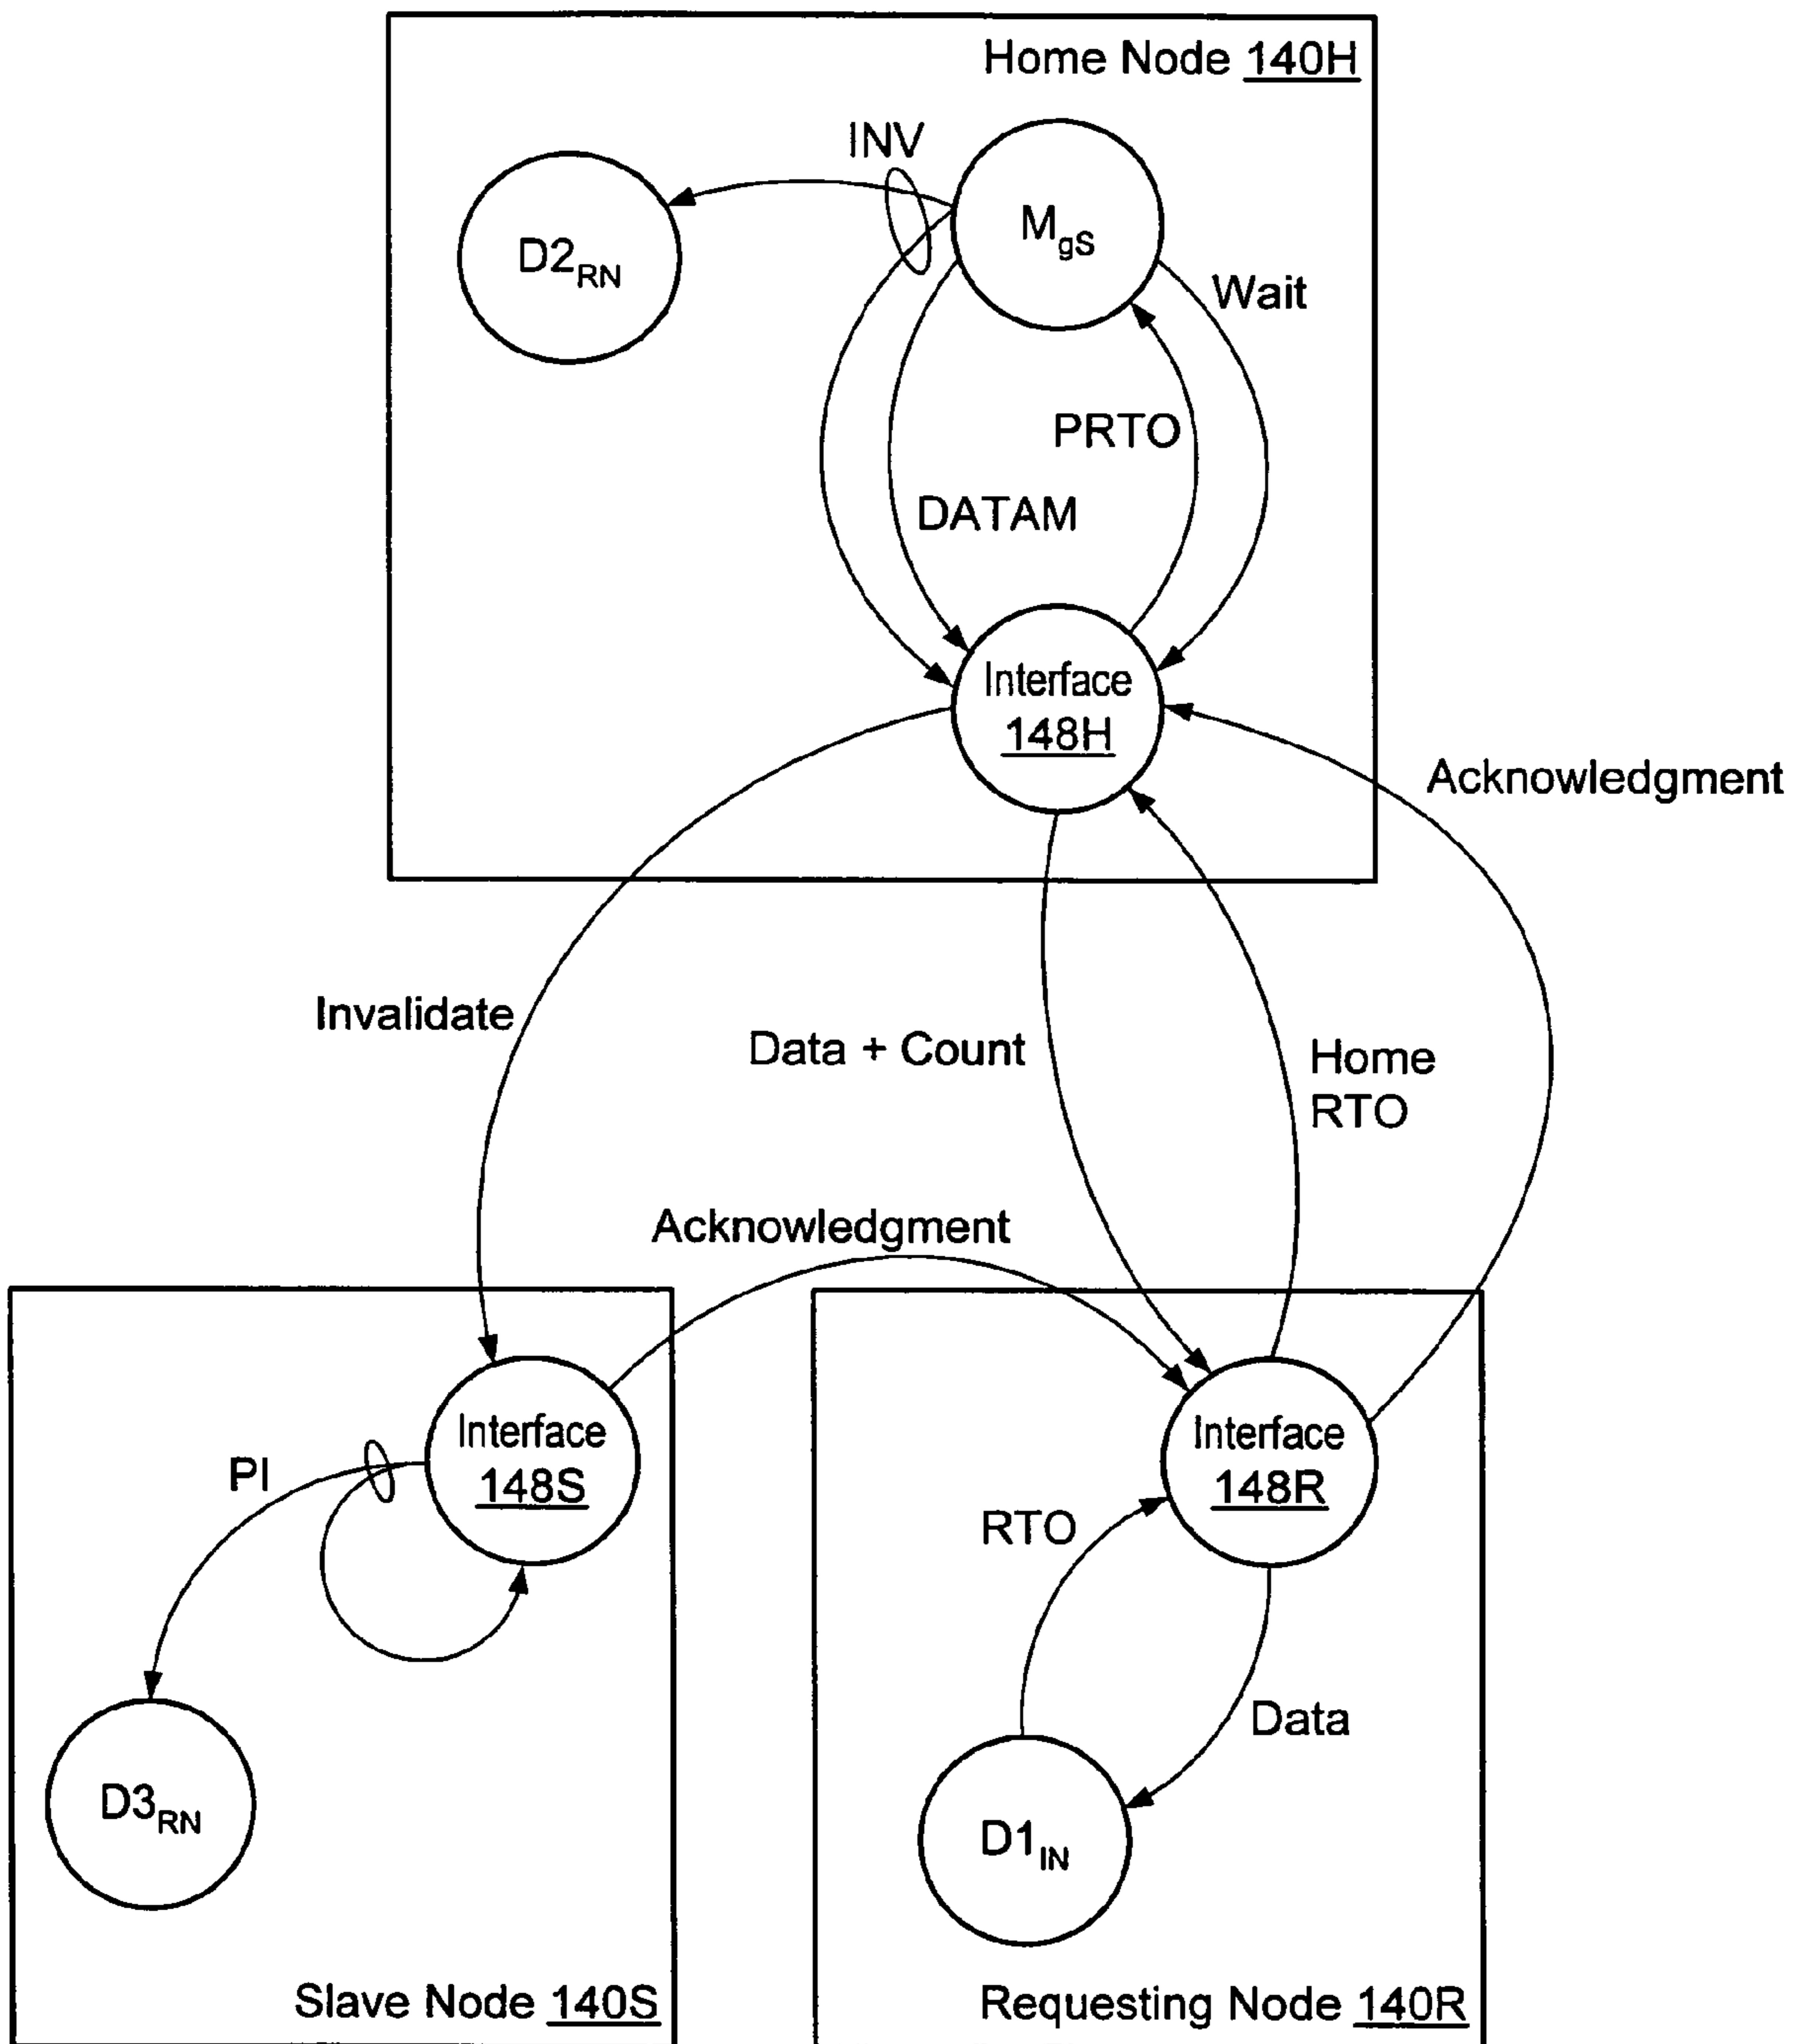 Home Node 140H
INV
MgS
D2RN
Wait
PRTO
DATAM
Interface
148H
Acknowledgment
Invalidate
Data + Count
Home
RTO
Acknowledgment
Interface
148S
PI
D3RN
Slave Node 140S
Interface
148R
RTO
Data
D1IN
Requesting Node 140R